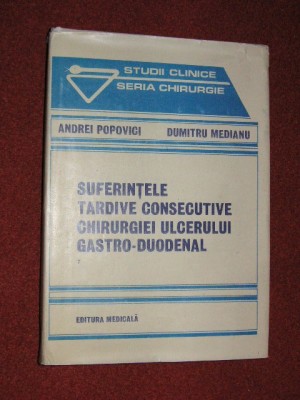 STUDII CLINICE
SERIA CHIRURGIE
ANDREI POPOVICI DUMITRU MEDIANU
SUFERINȚELE
TARDIVE CONSECUTIVE
CHIRURGIEI ULCERULUI
GASTRO-DUODENAL
EDITURA MEDICALĂ